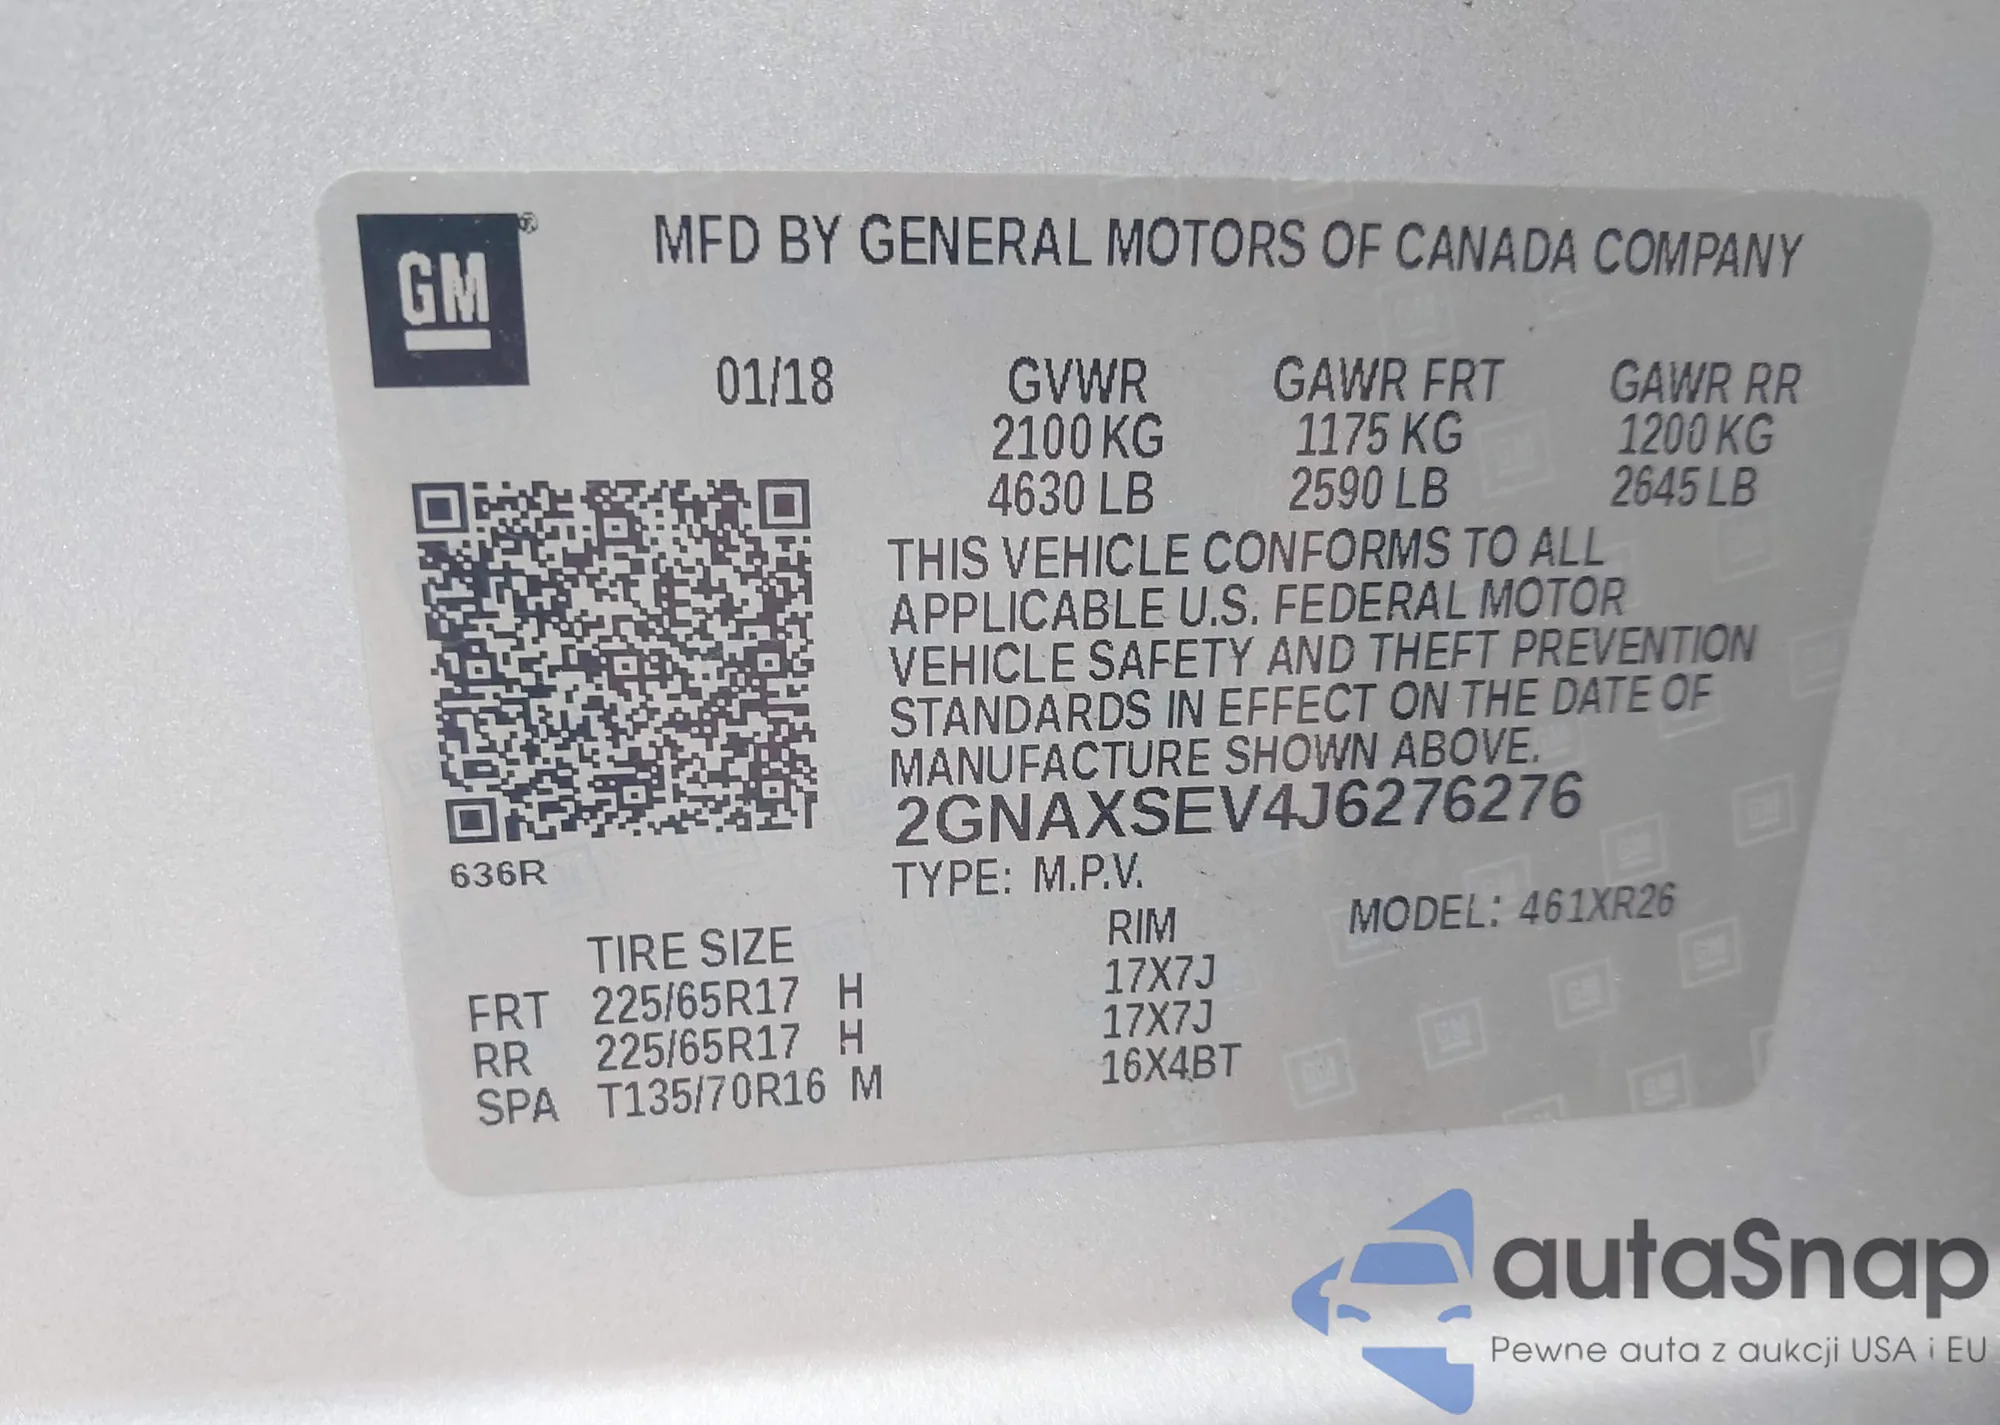 GM ®
MFD BY GENERAL MOTORS OF CANADA COMPANY
01/18 GVWR GAWR FRT GAWR RR
2100 KG 1175 KG 1200 KG
4630 LB 2590 LB 2645 LB
THIS VEHICLE CONFORMS TO ALL
APPLICABLE U.S. FEDERAL MOTOR
VEHICLE SAFETY AND THEFT PREVENTION
STANDARDS IN EFFECT ON THE DATE OF
MANUFACTURE SHOWN ABOVE.
2GNAXSEV4J6276276
636R
TYPE: M.P.V.
MODEL: 461XR26
TIRE SIZE RIM
FRT 225/65R17 H 17X7J
RR 225/65R17 H 17X7J
SPA T135/70R16 M 16X4BT
autaSnap
Pewne auta z aukcji USA i EU